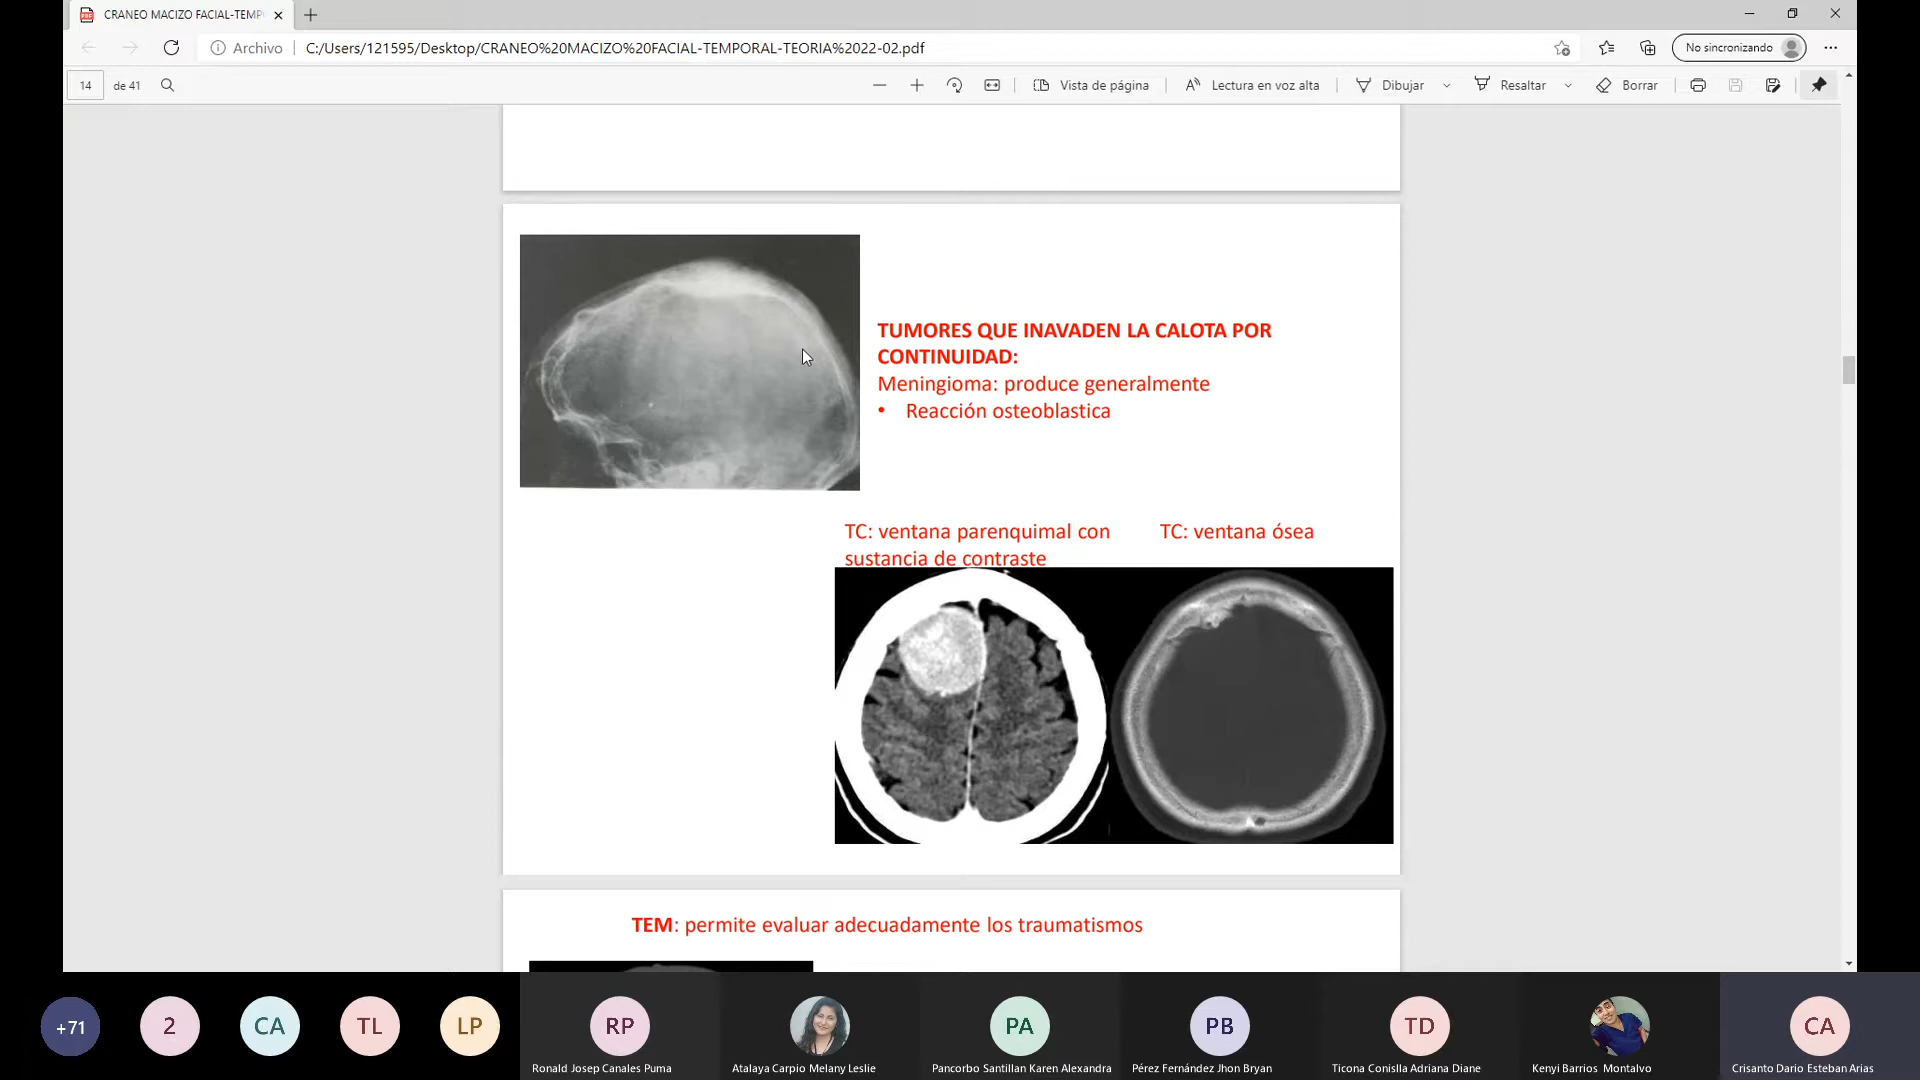 CRANEO MACIZO FACIAL-TEMP
Archivo
C:/Users/121595/Desktop/CRANEO%20MACIZO%20FACIAL-TEMPORAL-TEORIA%2022-02.pdf
No sincronizando
14 de 41
Vista de página
Lectura en voz alta
Dibujar
Resaltar
Borrar
TUMORES QUE INAVADEN LA CALOTA POR
CONTINUIDAD:
Meningioma: produce generalmente
• Reacción osteoblastica
TC: ventana parenquimal con
sustancia de contraste
TC: ventana ósea
TEM: permite evaluar adecuadamente los traumatismos
+71
2
CA
TL
LP
RP
PA
PB
TD
CA
Ronald Josep Canales Puma
Atalaya Carpio Melany Leslie
Pancorbo Santillan Karen Alexandra
Pérez Fernández Jhon Bryan
Ticona Conislla Adriana Diane
Kenyi Barrios Montalvo
Crisanto Dario Esteban Arias